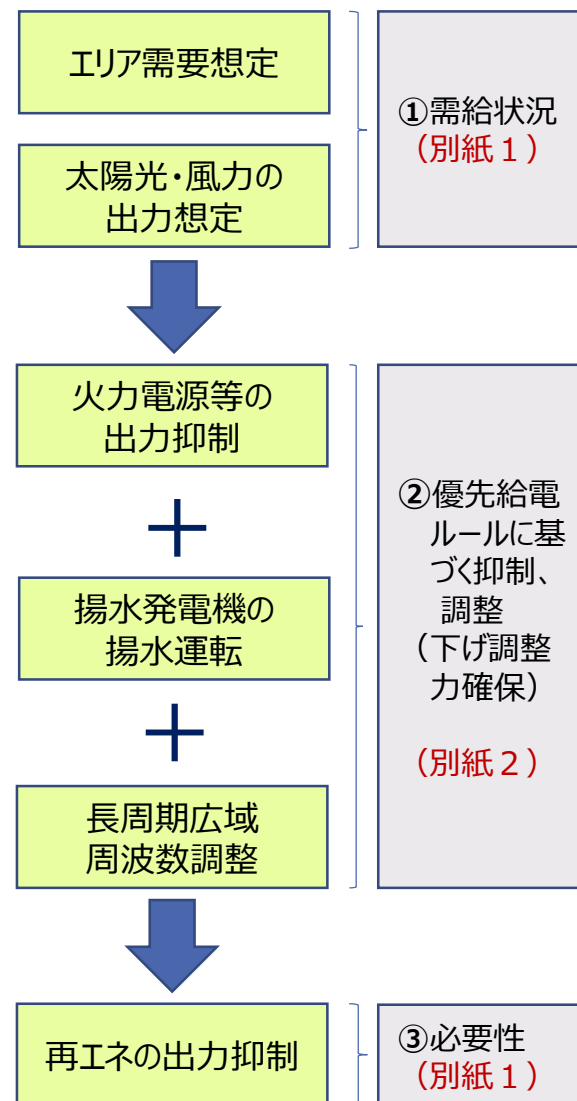 エリア需要想定
太陽光・風力の
出力想定
①需給状況
（別紙１）
火力電源等の
出力抑制
＋
揚水発電機の
揚水運転
＋
長周期広域
周波数調整
②優先給電
ルールに基
づく抑制、
調整
（下げ調整
力確保）
（別紙２）
再エネの出力抑制
③必要性
（別紙１）